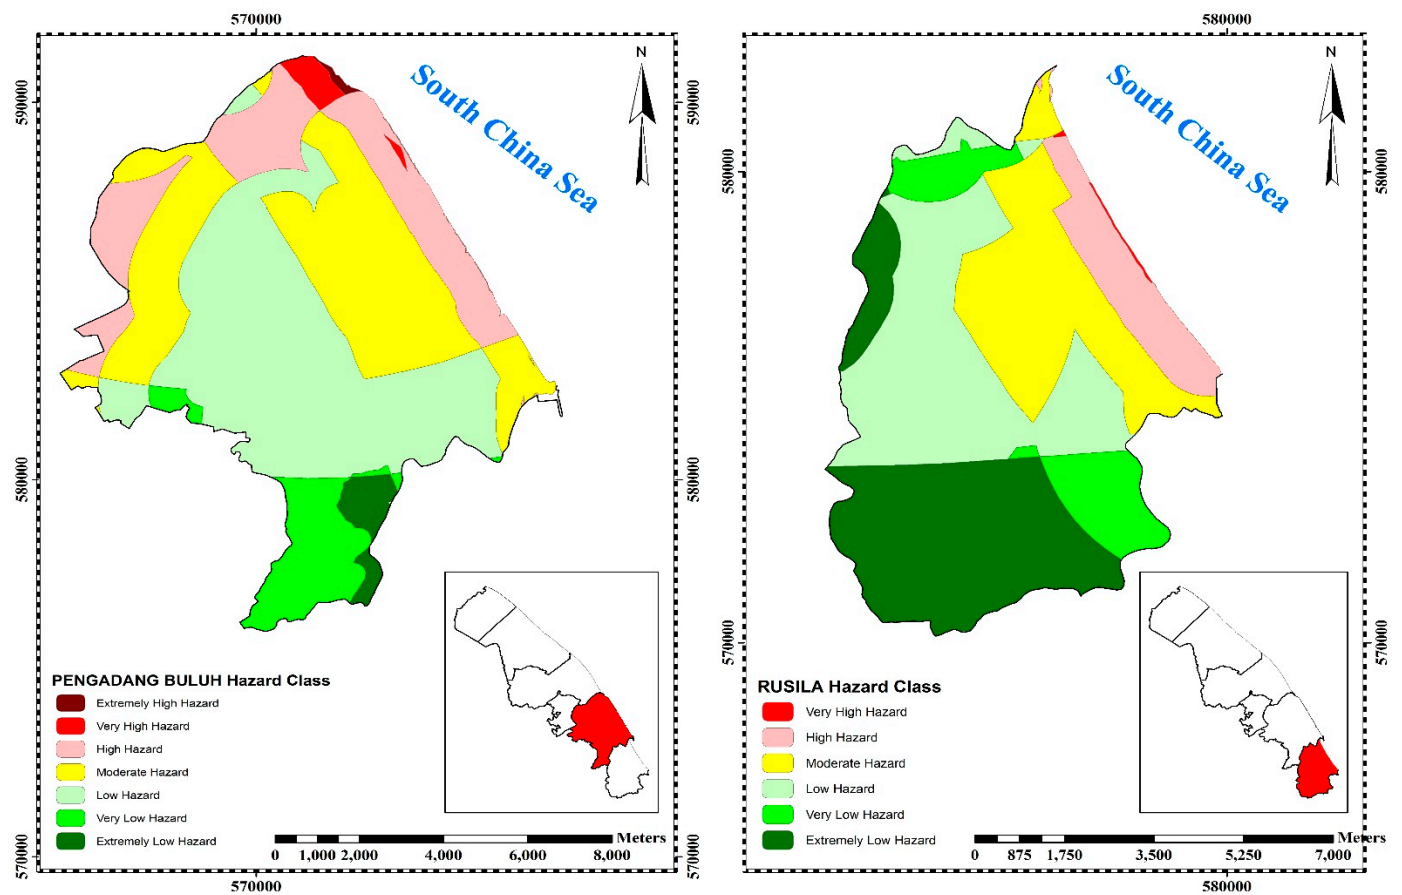 570000
590000
580000
570000
N
South China Sea
PENGADANG BULUH Hazard Class
Extremely High Hazard
Very High Hazard
High Hazard
Moderate Hazard
Low Hazard
Very Low Hazard
Extremely Low Hazard
Meters
0 1,000 2,000 4,000 6,000 8,000
590000
580000
570000
570000
580000
580000
570000
N
South China Sea
RUSILA Hazard Class
Very High Hazard
High Hazard
Moderate Hazard
Low Hazard
Very Low Hazard
Extremely Low Hazard
Meters
0 875 1,750 3,500 5,250 7,000
580000
570000
580000